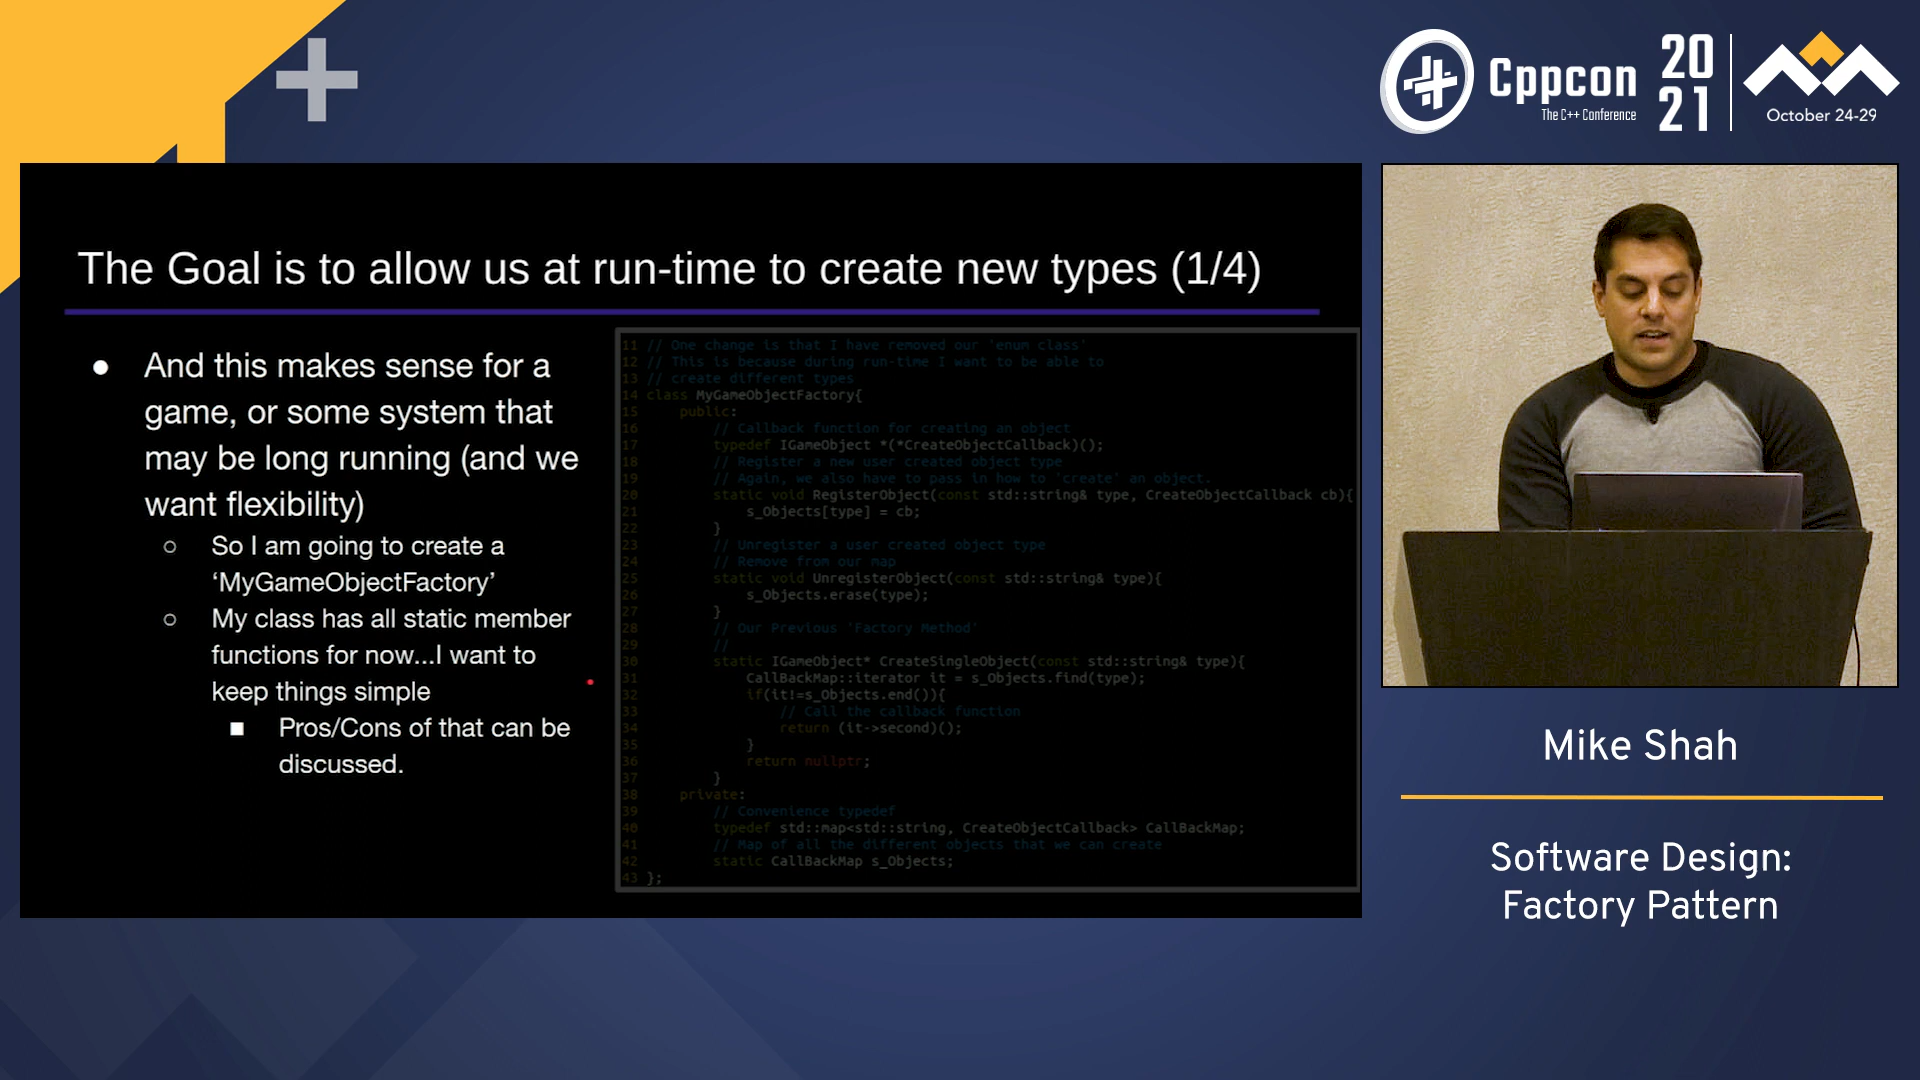 Cppcon
The C++ Conference
20
21
October 24-29
The Goal is to allow us at run-time to create new types (1/4)
● And this makes sense for a
game, or some system that
may be long running (and we
want flexibility)
○ So I am going to create a
‘MyGameObjectFactory’
○ My class has all static member
functions for now...I want to
keep things simple
■ Pros/Cons of that can be
discussed.
11 // One change is that I have removed our 'enum class'
12 // This is because during run-time I want to be able to
13 // create different types
14 class MyGameObjectFactory{
15 public:
16 // Callback function for creating an object
17 typedef IGameObject *(*CreateObjectCallback)();
18 // Register a new user created object type
19 // Again, we also have to pass in how to 'create' an object.
20 static void RegisterObject(const std::string& type, CreateObjectCallback cb){
21 s_Objects[type] = cb;
22 }
23 // Unregister a user created object type
24 // Remove from our map
25 static void UnregisterObject(const std::string& type){
26 s_Objects.erase(type);
27 }
28 // Our Previous 'Factory Method'
29 //
30 static IGameObject* CreateSingleObject(const std::string& type){
31 CallBackMap::iterator it = s_Objects.find(type);
32 if(it!=s_Objects.end()){
33 // Call the callback function
34 return (it->second)();
35 }
36 return nullptr;
37 }
38 private:
39 // Convenience typedef
40 typedef std::map<std::string, CreateObjectCallback> CallBackMap;
41 // Map of all the different objects that we can create
42 static CallBackMap s_Objects;
43 };
Mike Shah
Software Design:
Factory Pattern